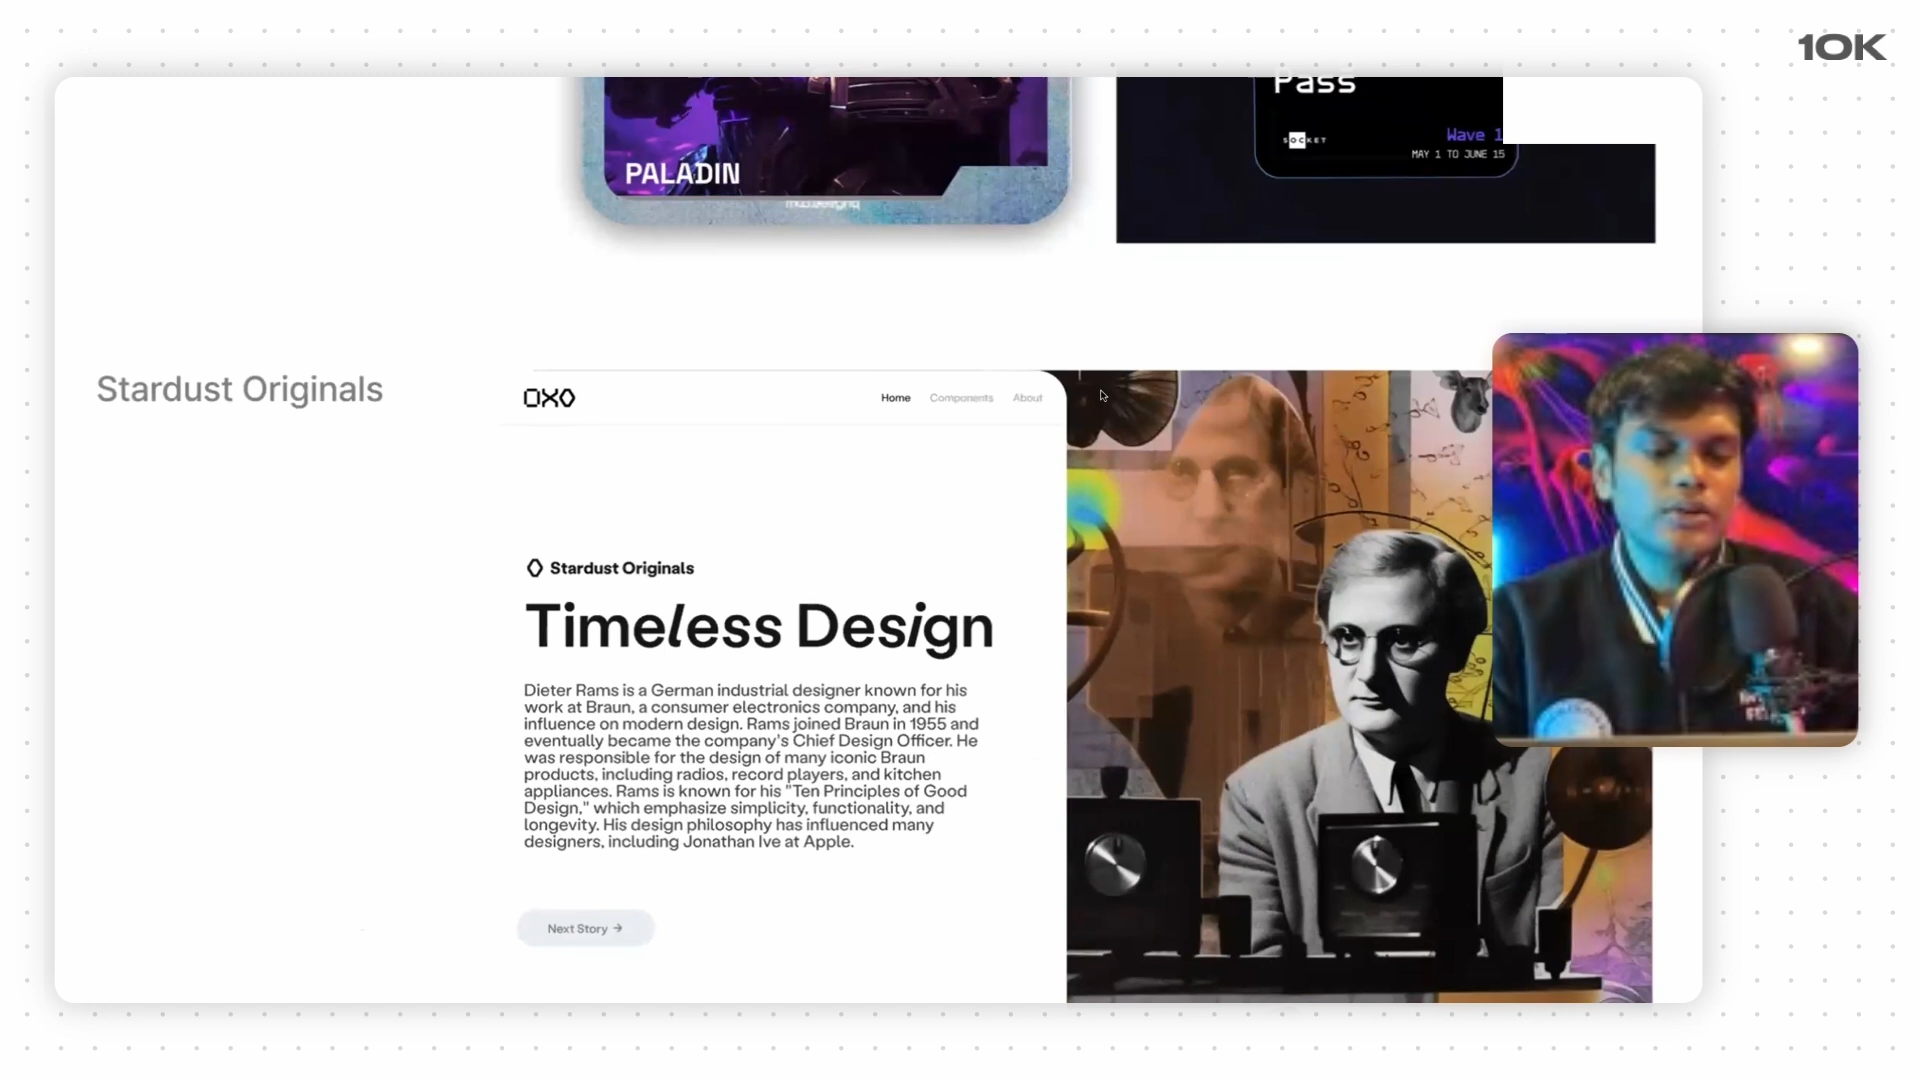 10K
Pass
SOCKET
Wave 1
MAY 1 TO JUNE 15
PALADIN
Stardust Originals
OXO
Home Components About
Stardust Originals
Timeless Design
Dieter Rams is a German industrial designer known for his
work at Braun, a consumer electronics company, and his
influence on modern design. Rams joined Braun in 1955 and
eventually became the company's Chief Design Officer. He
was responsible for the design of many iconic Braun
products, including radios, record players, and kitchen
appliances. Rams is known for his "Ten Principles of Good
Design," which emphasize simplicity, functionality, and
longevity. His design philosophy has influenced many
designers, including Jonathan Ive at Apple.
Next Story →